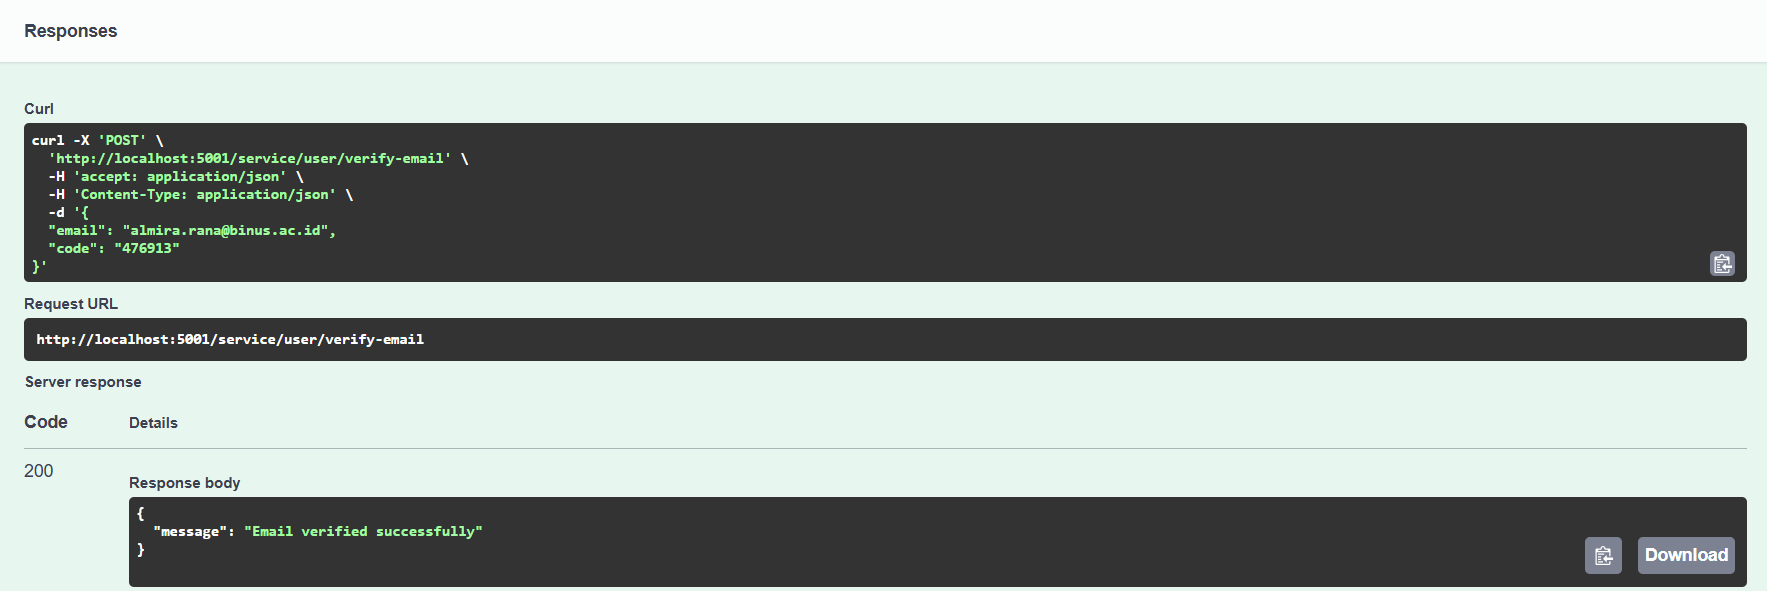 Responses
Curl
curl -X 'POST' \
  'http://localhost:5001/service/user/verify-email' \
  -H 'accept: application/json' \
  -H 'Content-Type: application/json' \
  -d '{
  "email": "almira.rana@binus.ac.id",
  "code": "476913"
}'
Request URL
http://localhost:5001/service/user/verify-email
Server response
Code Details
200
Response body
{
  "message": "Email verified successfully"
}
Download